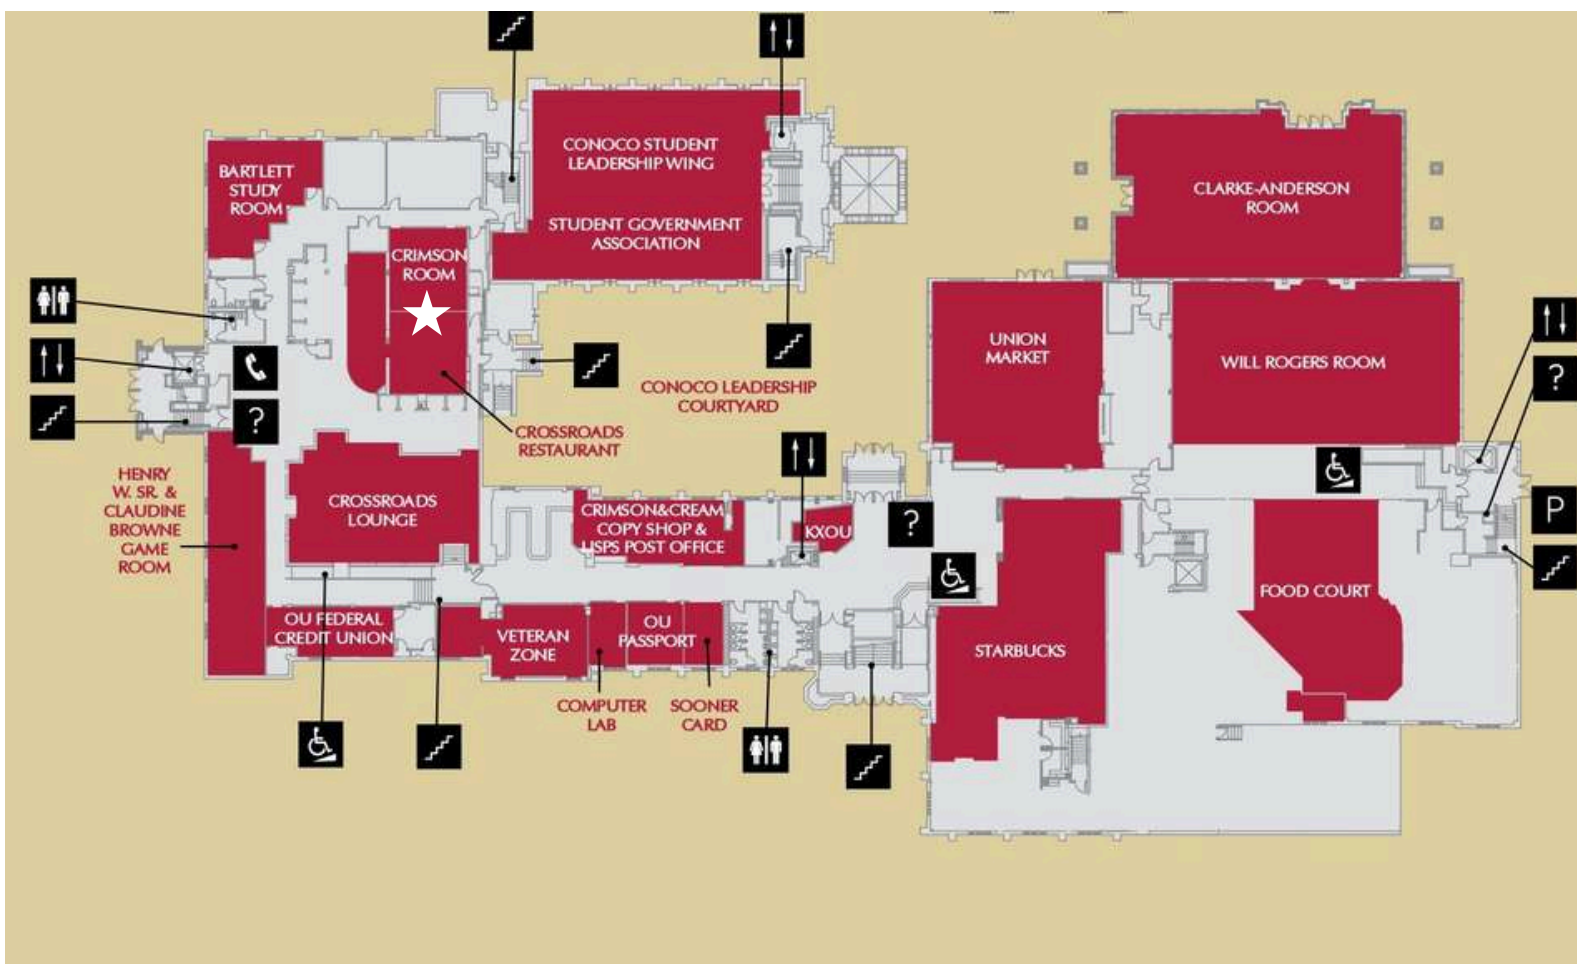 CONOCO STUDENT
LEADERSHIP WING
STUDENT GOVERNMENT
ASSOCIATION
BARTLETT
STUDY
ROOM
CRIMSON
ROOM
CLARKE-ANDERSON
ROOM
UNION
MARKET
WILL ROGERS ROOM
?
CONOCO LEADERSHIP
COURTYARD
?
CROSSROADS
RESTAURANT
HENRY
W. SR. &
CLAUDINE
BROWNE
GAME
ROOM
CROSSROADS
LOUNGE
CRIMSON&CREAM
COPY SHOP &
USPS POST OFFICE
KXOU
?
P
FOOD COURT
OU FEDERAL
CREDIT UNION
VETERAN
ZONE
OU
PASSPORT
STARBUCKS
COMPUTER
LAB
SOONER
CARD